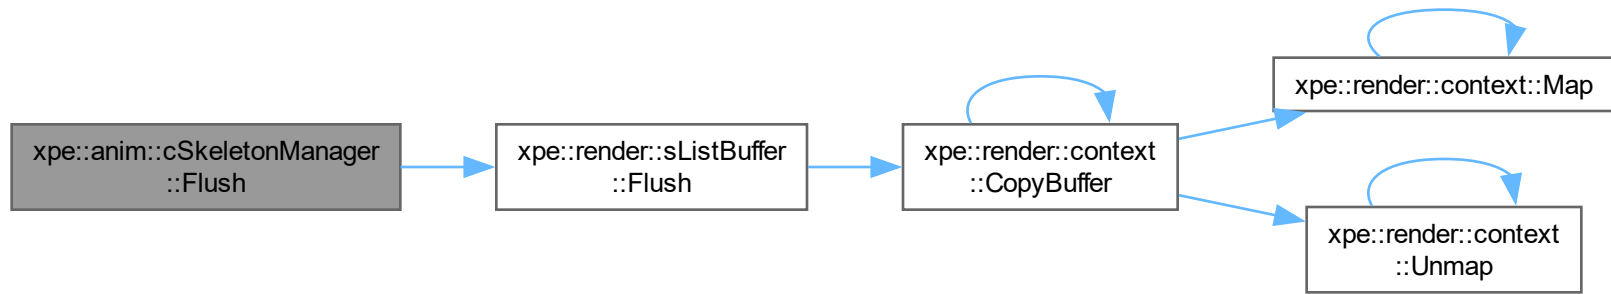 xpe::anim::cSkeletonManager
::Flush
xpe::render::sListBuffer
::Flush
xpe::render::context
::CopyBuffer
xpe::render::context::Map
xpe::render::context
::Unmap